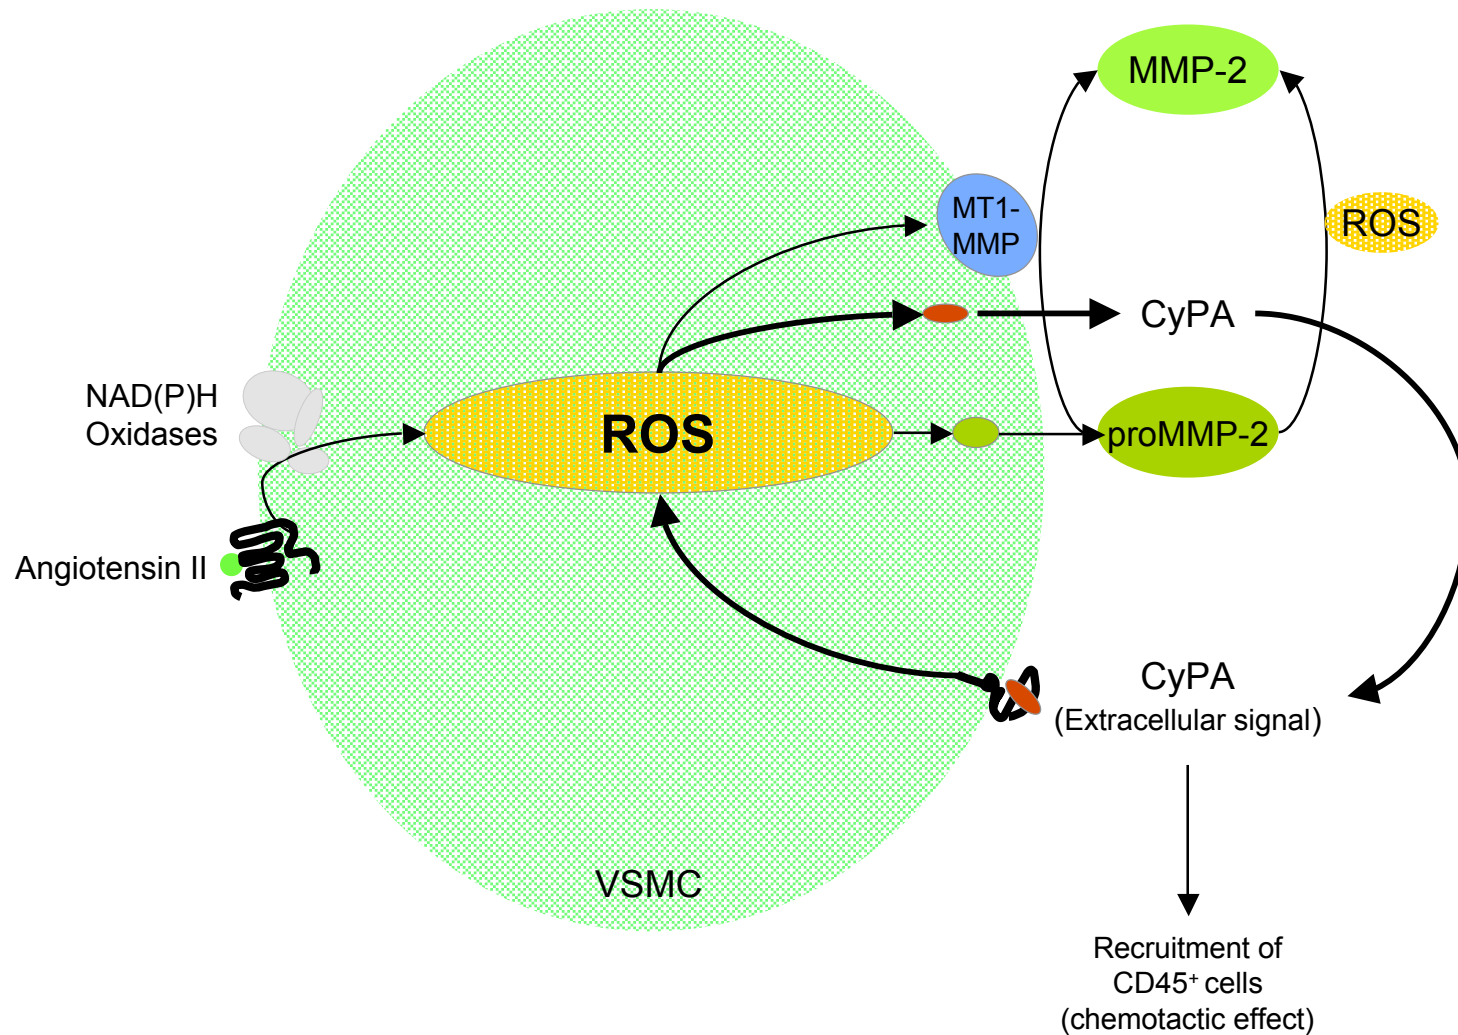 MMP-2
MT1-
MMP
ROS
CyPA
NAD(P)H
Oxidases
ROS
proMMP-2
Angiotensin II
CyPA
(Extracellular signal)
VSMC
Recruitment of
CD45⁺ cells
(chemotactic effect)